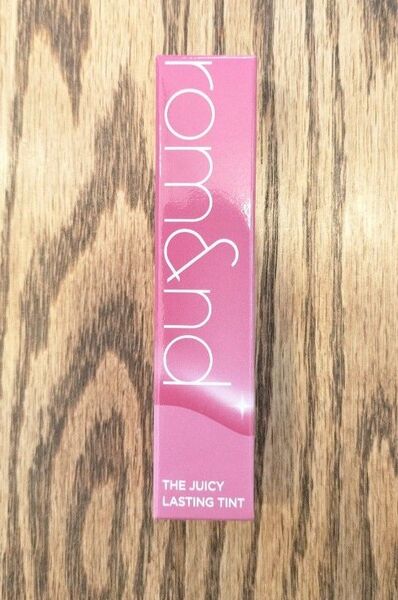 rom&nd
THE JUICY
LASTING TINT